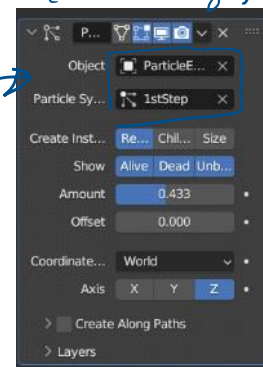 P...
Object ParticleE...
Particle Sy... 1stStep
Create Inst... Re... Chil... Size
Show Alive Dead Unb...
Amount 0.433
Offset 0.000
Coordinate... World
Axis X Y Z
Create Along Paths
Layers